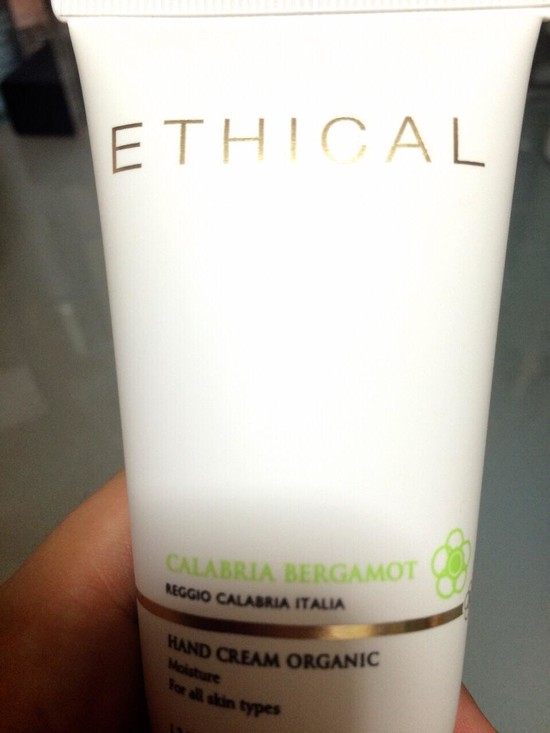 ETHICAL
CALABRIA BERGAMOT
REGGIO CALABRIA ITALIA
HAND CREAM ORGANIC
Moisture
For all skin types